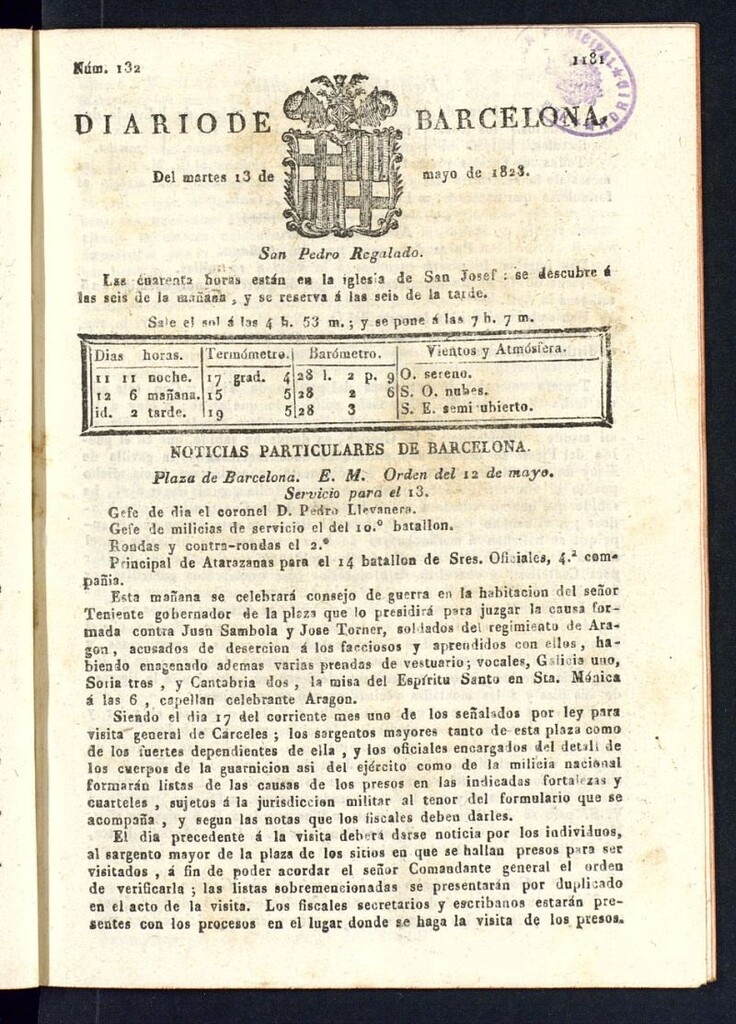 Núm. 132
1181
DIARIO DE BARCELONA,
Del martes 13 de mayo de 1823.
San Pedro Regalado.
Las cuarenta horas están en la iglesia de San Josef: se descubre á
las seis de la mañana, y se reserva á las seis de la tarde.
Sale el sol á las 4 h. 53 m.; y se pone á las 7 h. 7 m.
Dias horas. Termómetro. Barómetro. Vientos y Atmósfera.
11 11 noche. 17 grad. 4 28 l. 2 p. 9 O. sereno.
12 6 mañana. 15 5 28 2 6 S. O. nubes.
id. 2 tarde. 19 5 28 3 S. E. semi ubierto.
NOTICIAS PARTICULARES DE BARCELONA.
Plaza de Barcelona. E. M. Orden del 12 de mayo.
Servicio para el 13.
Gefe de dia el coronel D. Pedro Llevanera.
Gefe de milicias de servicio el del 10.º batallon.
Rondas y contra-rondas el 2.º
Principal de Atarazanas para el 14 batallon de Sres. Oficiales, 4.ª com-
pañia.
Esta mañana se celebrará consejo de guerra en la habitacion del señor
Teniente gobernador de la plaza que lo presidirá para juzgar la causa for-
mada contra Juan Sambola y Jose Torner, soldados del regimiento de Ara-
gon, acusados de desercion á los facciosos y aprendidos con ellos, ha-
biendo enagenado ademas varias prendas de vestuario; vocales, Galicia uno,
Soria tres, y Cantabria dos, la misa del Espíritu Santo en Sta. Mónica
á las 6, capellan celebrante Aragon.
Siendo el dia 17 del corriente mes uno de los señalados por ley para
visita general de Cárceles; los sargentos mayores tanto de esta plaza como
de los fuertes dependientes de ella, y los oficiales encargados del detall de
los cuerpos de la guarnicion asi del ejército como de la milicia nacional
formarán listas de las causas de los presos en las indicadas fortalezas y
cuarteles, sujetos á la jurisdiccion militar al tenor del formulario que se
acompaña, y segun las notas que los fiscales deben darles.
El dia precedente á la visita deberá darse noticia por los individuos,
al sargento mayor de la plaza de los sitios en que se hallan presos para ser
visitados, á fin de poder acordar el señor Comandante general el orden
de verificarla; las listas sobremencionadas se presentarán por duplicado
en el acto de la visita. Los fiscales secretarios y escribanos estarán pre-
sentes con los procesos en el lugar donde se haga la visita de los presos.